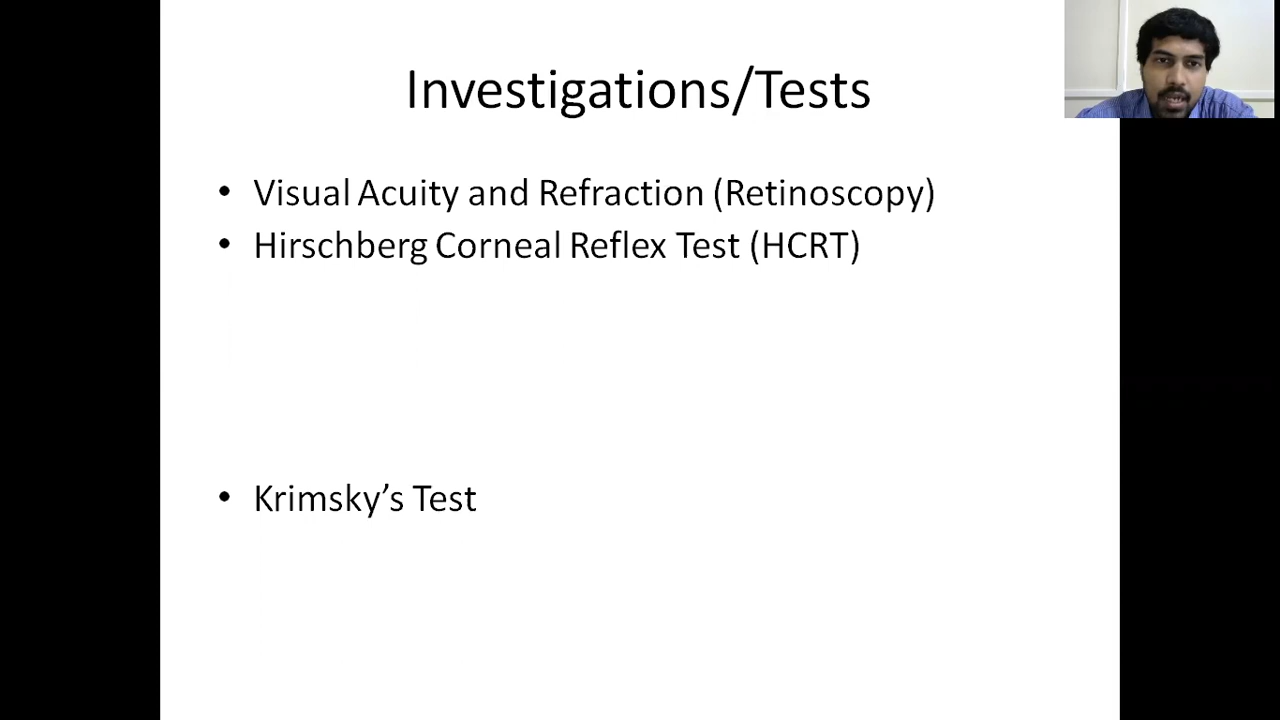 Investigations/Tests
• Visual Acuity and Refraction (Retinoscopy)
• Hirschberg Corneal Reflex Test (HCRT)
• Krimsky’s Test